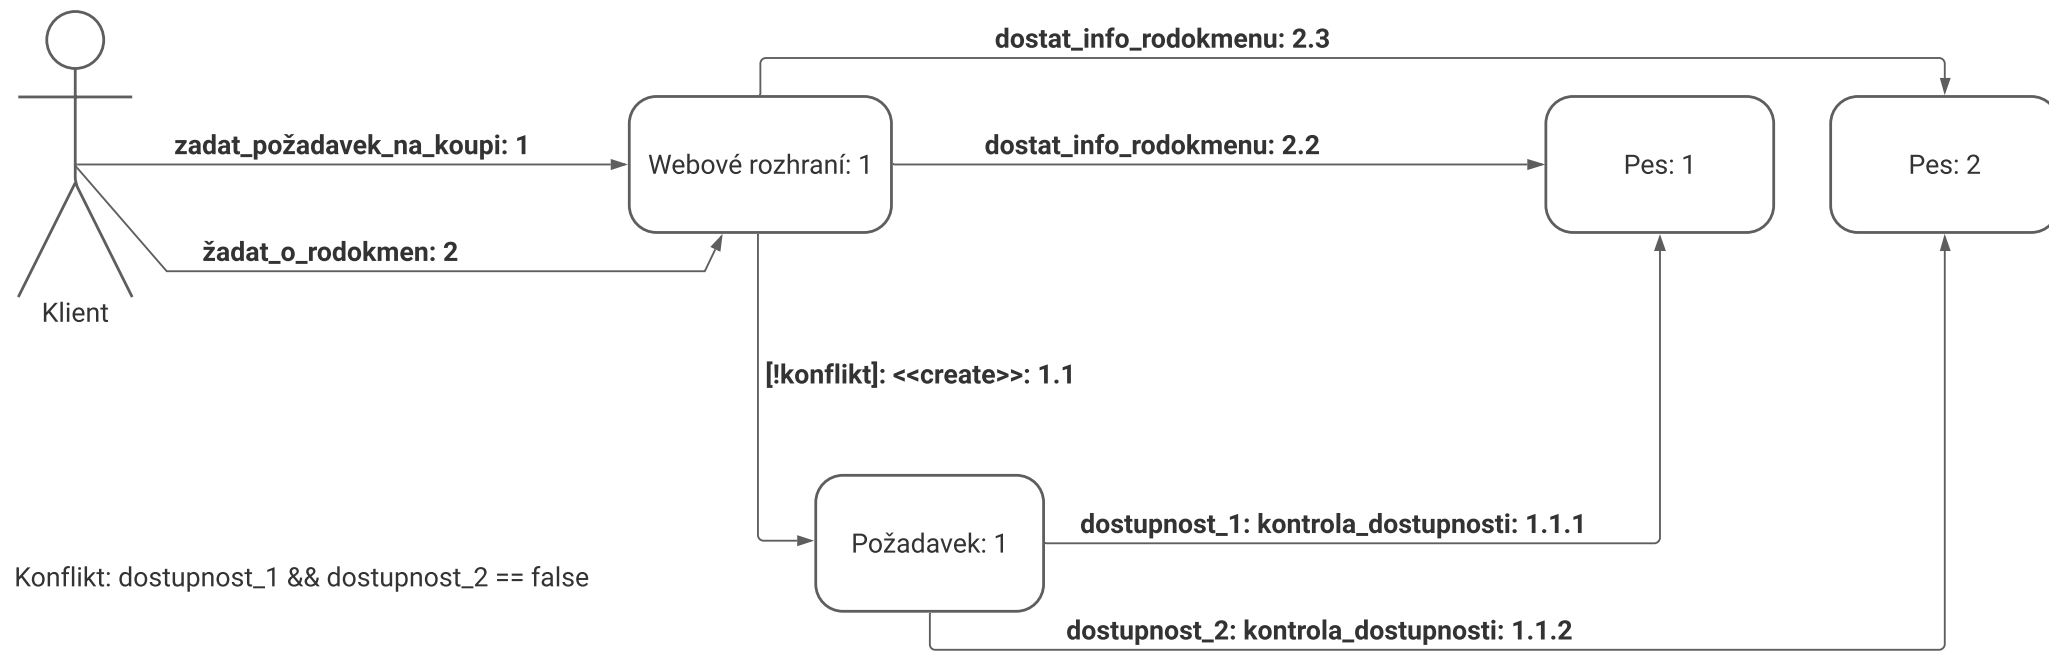 dostat_info_rodokmenu: 2.3
zadat_požadavek_na_koupi: 1
dostat_info_rodokmenu: 2.2
Webové rozhraní: 1
Pes: 1
Pes: 2
žadat_o_rodokmen: 2
Klient
[!konflikt]: <<create>>: 1.1
dostupnost_1: kontrola_dostupnosti: 1.1.1
Požadavek: 1
Konflikt: dostupnost_1 && dostupnost_2 == false
dostupnost_2: kontrola_dostupnosti: 1.1.2